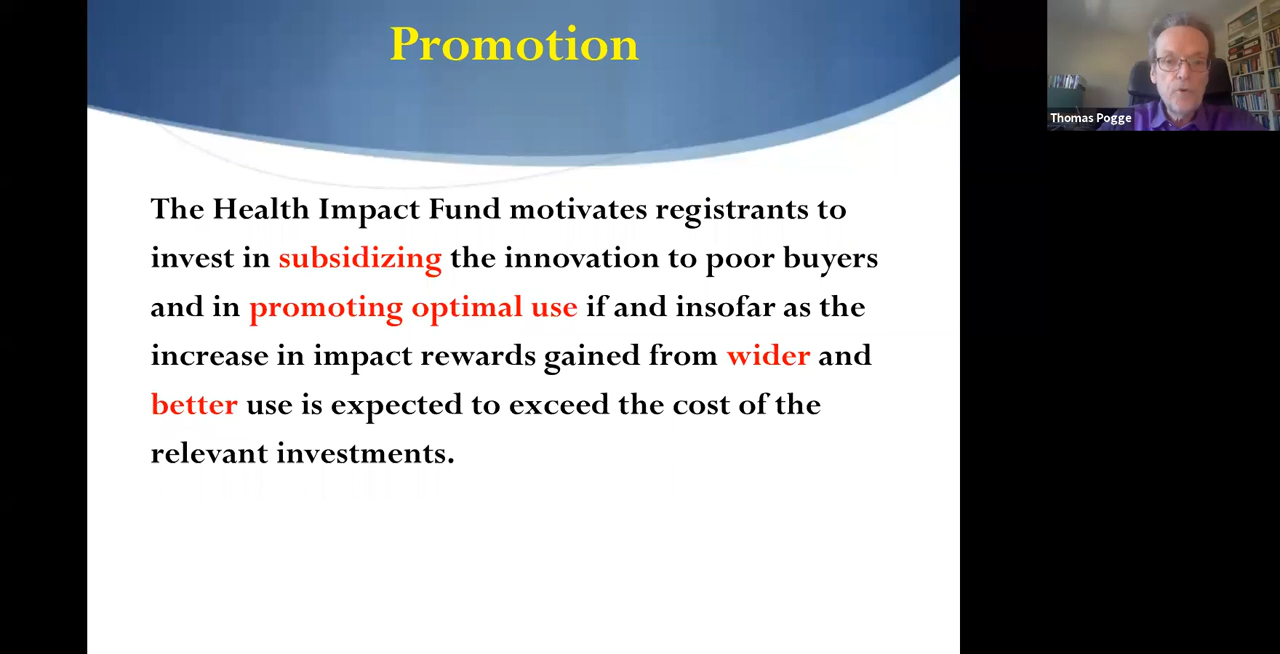 Promotion
Thomas Pogge
The Health Impact Fund motivates registrants to
invest in subsidizing the innovation to poor buyers
and in promoting optimal use if and insofar as the
increase in impact rewards gained from wider and
better use is expected to exceed the cost of the
relevant investments.